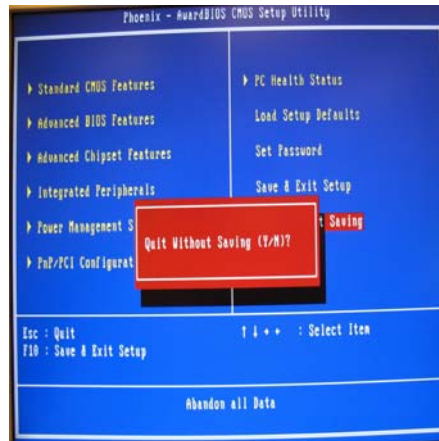 Phoenix - AwardBIOS CMOS Setup Utility
▶ Standard CMOS Features
▶ Advanced BIOS Features
▶ Advanced Chipset Features
▶ Integrated Peripherals
▶ Power Management S
▶ PnP/PCI Configurat
▶ PC Health Status
Load Setup Defaults
Set Password
Save & Exit Setup
t Saving
Quit Without Saving (Y/N)?
Esc : Quit
F10 : Save & Exit Setup
↑ ↓ ← → : Select Item
Abandon all Data